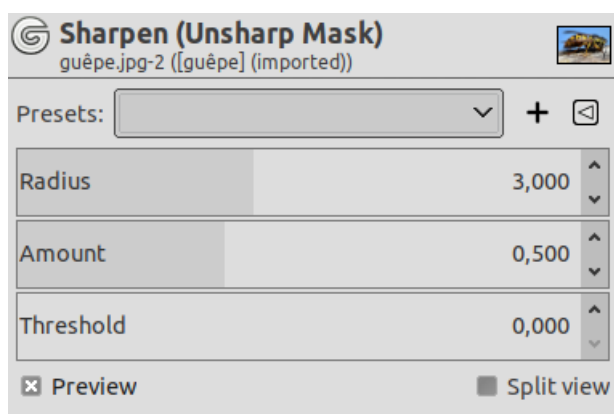 Sharpen (Unsharp Mask)
guêpe.jpg-2 ([guêpe] (imported))
Presets:
Radius 3,000
Amount 0,500
Threshold 0,000
Preview Split view